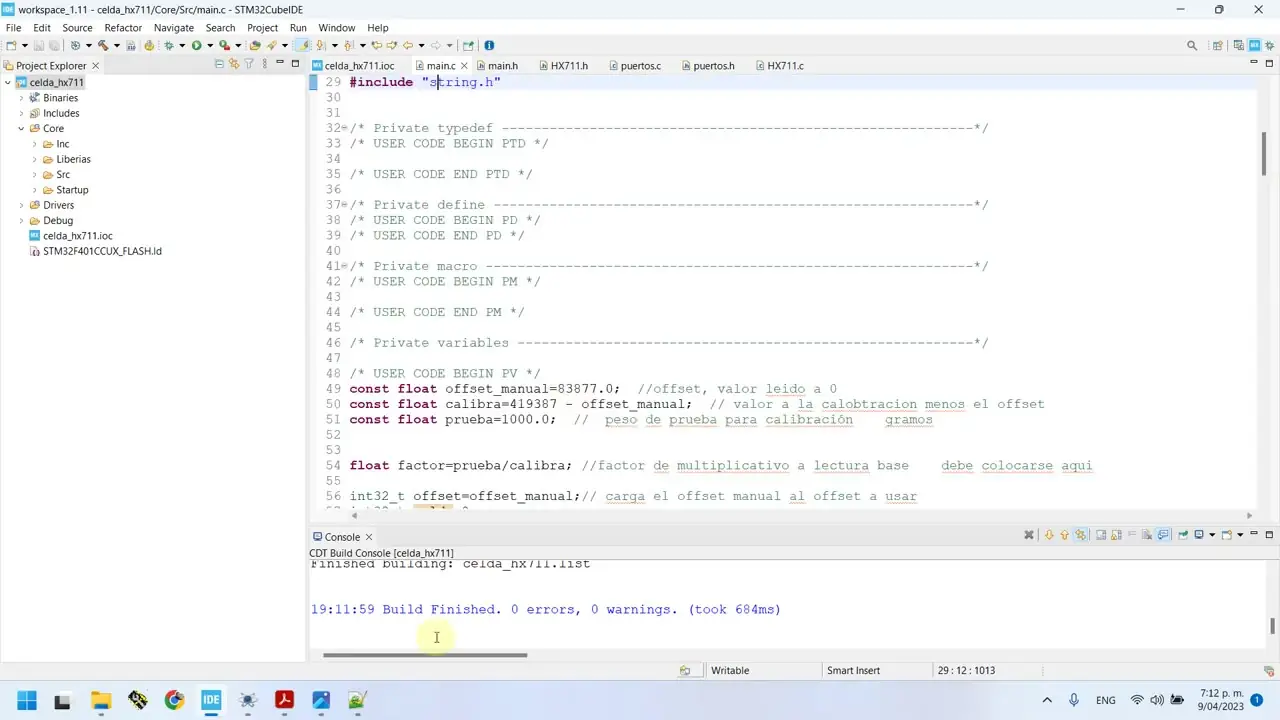 workspace_1.11 - celda_hx711/Core/Src/main.c - STM32CubeIDE
File Edit Source Refactor Navigate Search Project Run Window Help
Project Explorer
celda_hx711
Binaries
Includes
Core
Inc
Liberias
Src
Startup
Drivers
Debug
celda_hx711.ioc
STM32F401CCUX_FLASH.ld
celda_hx711.ioc main.c main.h HX711.h puertos.c puertos.h HX711.c
29 #include "string.h"
30
31
32 /* Private typedef -----------------------------------------------------------*/
33 /* USER CODE BEGIN PTD */
34
35 /* USER CODE END PTD */
36
37 /* Private define ------------------------------------------------------------*/
38 /* USER CODE BEGIN PD */
39 /* USER CODE END PD */
40
41 /* Private macro -------------------------------------------------------------*/
42 /* USER CODE BEGIN PM */
43
44 /* USER CODE END PM */
45
46 /* Private variables ---------------------------------------------------------*/
47
48 /* USER CODE BEGIN PV */
49 const float offset_manual=83877.0; //offset, valor leido a 0
50 const float calibra=419387 - offset_manual; // valor a la calobtracion menos el offset
51 const float prueba=1000.0; // peso de prueba para calibración gramos
52
53
54 float factor=prueba/calibra; //factor de multiplicativo a lectura base debe colocarse aqui
55
56 int32_t offset=offset_manual;// carga el offset manual al offset a usar
Console
CDT Build Console [celda_hx711]
Finished building: celda_hx711.list
19:11:59 Build Finished. 0 errors, 0 warnings. (took 684ms)
Writable Smart Insert 29 : 12 : 1013
IDE
ENG
7:12 p. m.
9/04/2023
1